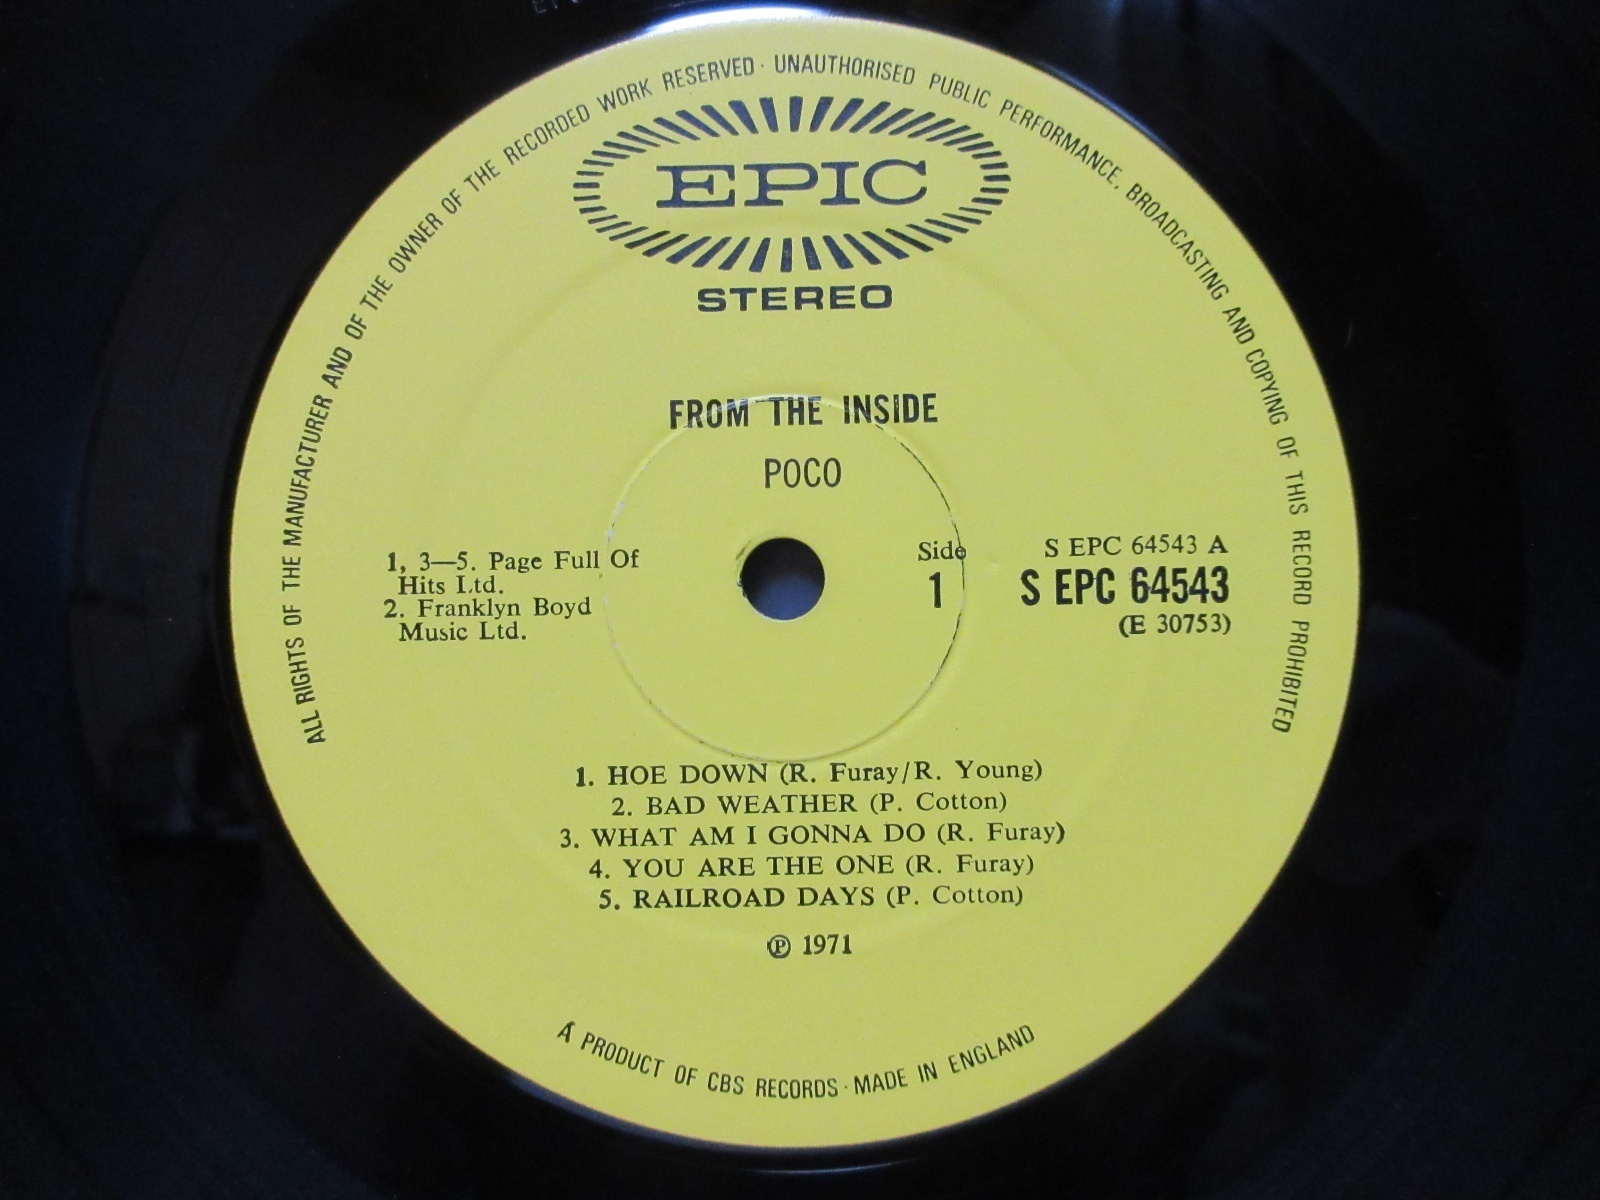 ALL RIGHTS OF THE MANUFACTURER AND OF THE OWNER OF THE RECORDED WORK RESERVED · UNAUTHORISED PUBLIC PERFORMANCE, BROADCASTING AND COPYING OF THIS RECORD PROHIBITED
EPIC
STEREO
FROM THE INSIDE
POCO
1, 3—5. Page Full Of
Hits Ltd.
2. Franklyn Boyd
Music Ltd.
Side
1
S EPC 64543 A
S EPC 64543
(E 30753)
1. HOE DOWN (R. Furay/R. Young)
2. BAD WEATHER (P. Cotton)
3. WHAT AM I GONNA DO (R. Furay)
4. YOU ARE THE ONE (R. Furay)
5. RAILROAD DAYS (P. Cotton)
℗ 1971
A PRODUCT OF CBS RECORDS · MADE IN ENGLAND